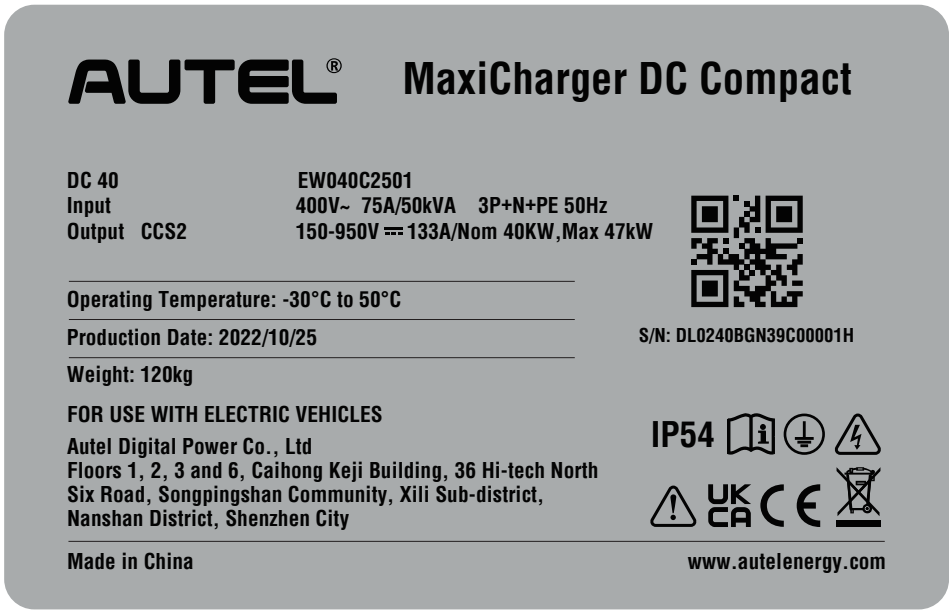 AUTEL® MaxiCharger DC Compact
DC 40 EW040C2501
Input 400V~ 75A/50kVA 3P+N+PE 50Hz
Output CCS2 150-950V ⎓ 133A/Nom 40KW,Max 47kW
Operating Temperature: -30°C to 50°C
Production Date: 2022/10/25
S/N: DL0240BGN39C00001H
Weight: 120kg
FOR USE WITH ELECTRIC VEHICLES
Autel Digital Power Co., Ltd
Floors 1, 2, 3 and 6, Caihong Keji Building, 36 Hi-tech North
Six Road, Songpingshan Community, Xili Sub-district,
Nanshan District, Shenzhen City
IP54
UK
CA CE
Made in China
www.autelenergy.com